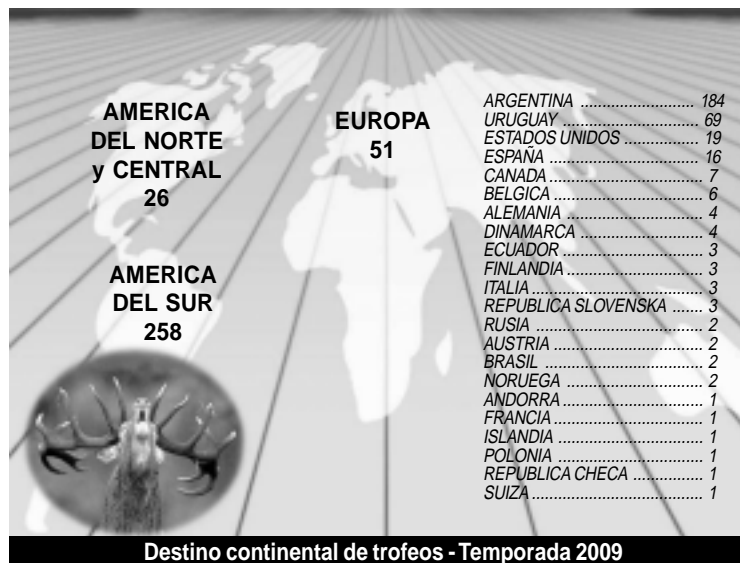 AMERICA
DEL NORTE
y CENTRAL
26
EUROPA
51
AMERICA
DEL SUR
258
ARGENTINA .......................... 184
URUGUAY ................................ 69
ESTADOS UNIDOS ................. 19
ESPAÑA .................................. 16
CANADA ................................... 7
BELGICA .................................. 6
ALEMANIA ............................... 4
DINAMARCA ............................. 4
ECUADOR ................................ 3
FINLANDIA ............................... 3
ITALIA ....................................... 3
REPUBLICA SLOVENSKA ....... 3
RUSIA ...................................... 2
AUSTRIA .................................. 2
BRASIL ..................................... 2
NORUEGA ............................... 2
ANDORRA ................................ 1
FRANCIA .................................. 1
ISLANDIA ................................. 1
POLONIA .................................. 1
REPUBLICA CHECA ................ 1
SUIZA ....................................... 1
Destino continental de trofeos - Temporada 2009